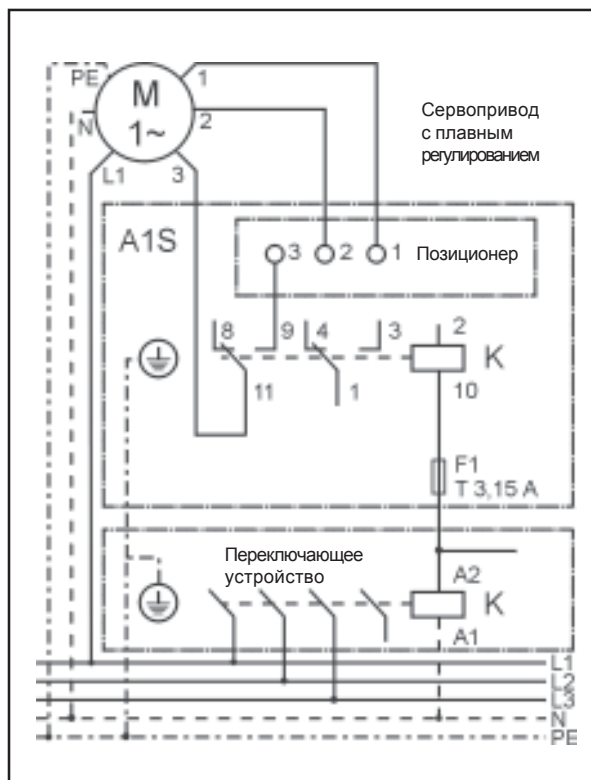 PE
1
M
1~
N
2
L1
3
Сервопривод
с плавным
регулированием
A1S
3
2
1
Позиционер
8
9
4
3
2
K
11
1
10
F1
T 3,15 A
Переключающее
устройство
A2
K
A1
L1
L2
L3
N
PE